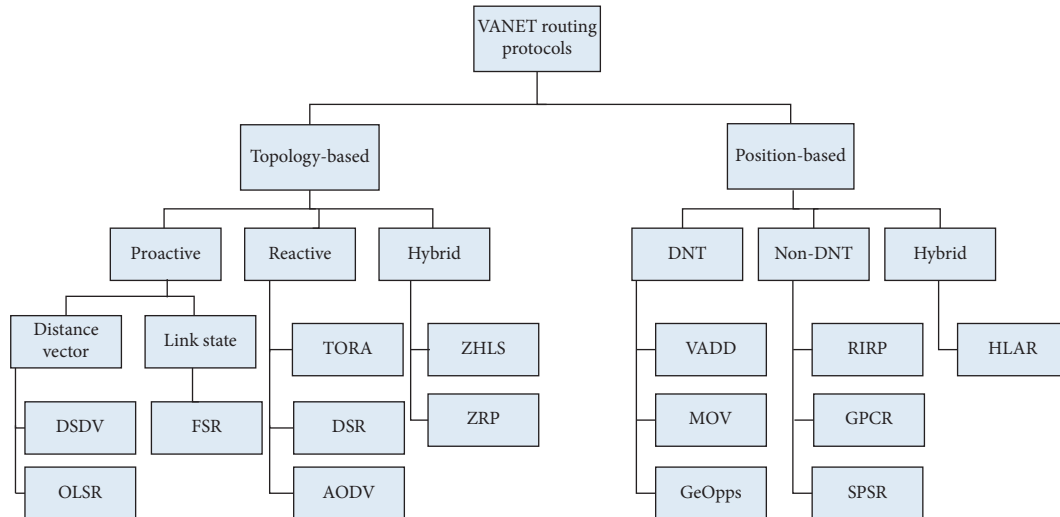 VANET routing
protocols
Topology-based
Position-based
Proactive
Reactive
Hybrid
DNT
Non-DNT
Hybrid
Distance
vector
Link state
TORA
ZHLS
VADD
RIRP
HLAR
DSDV
FSR
DSR
ZRP
MOV
GPCR
OLSR
AODV
GeOpps
SPSR